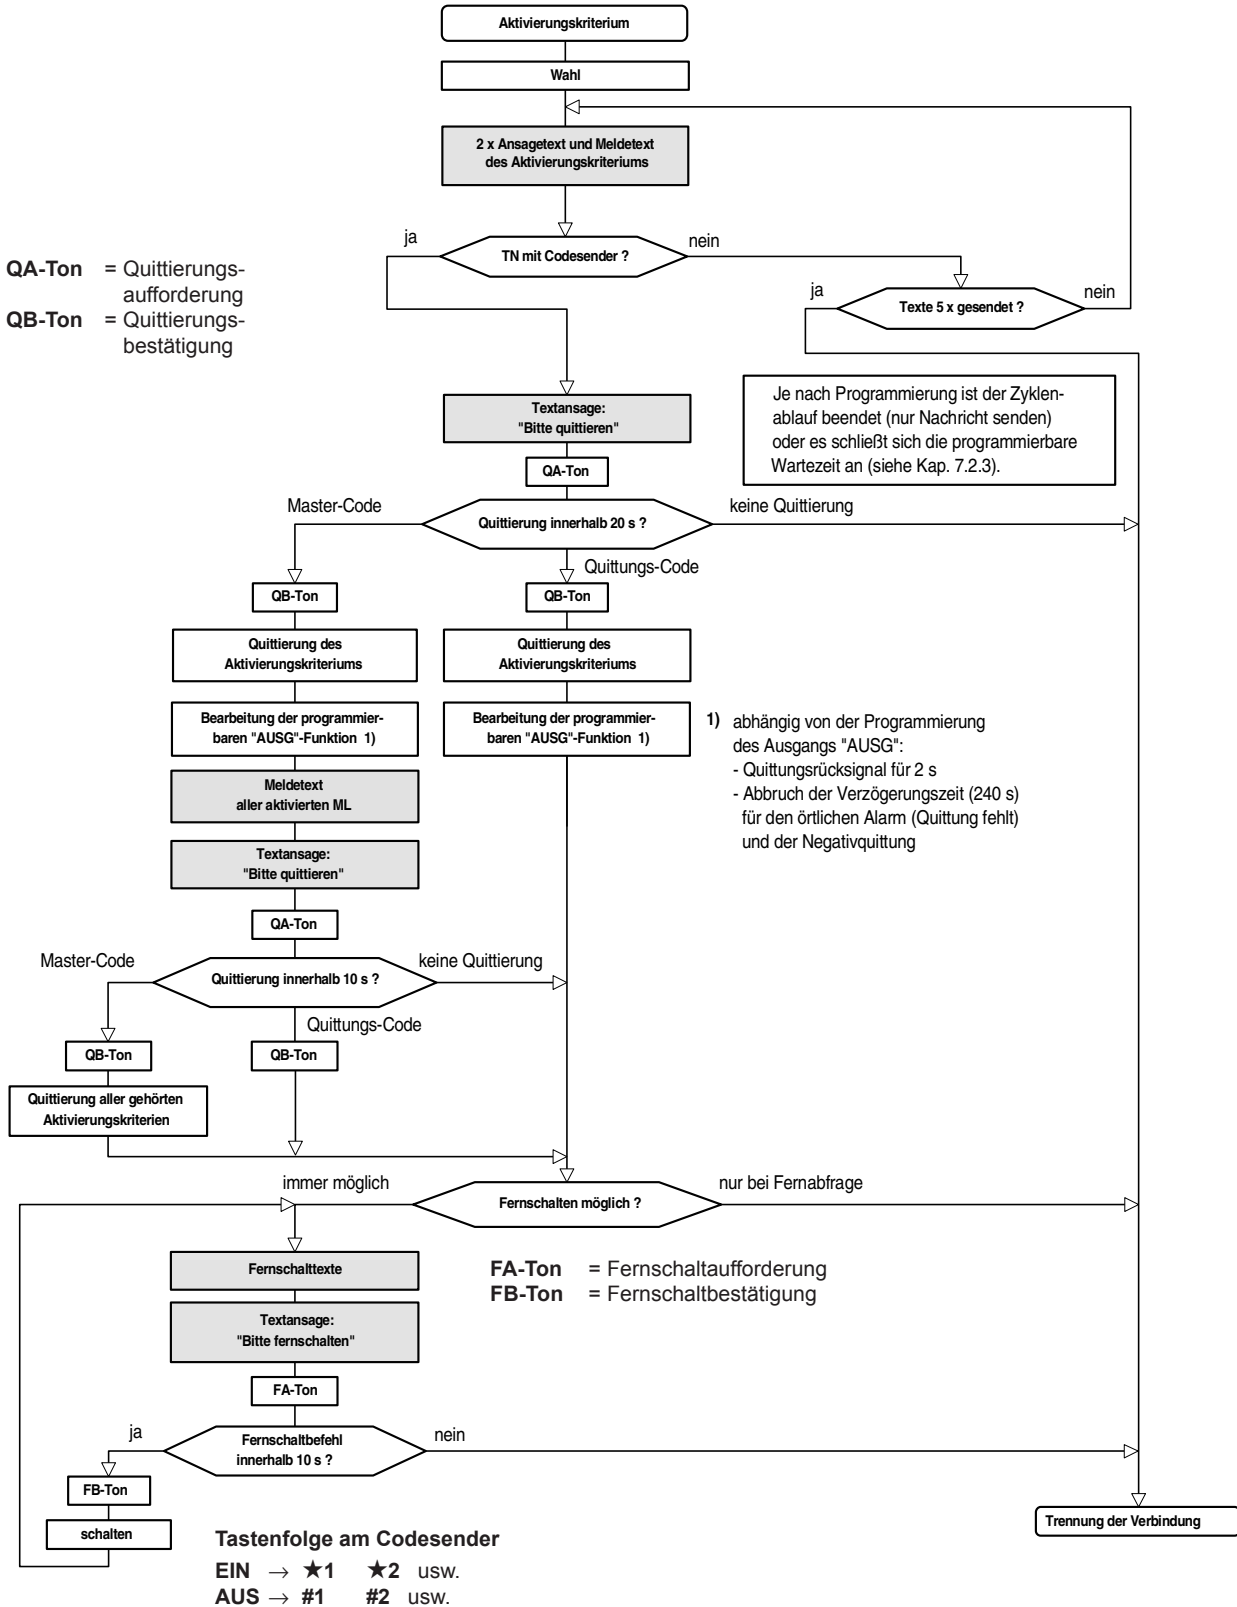 Aktivierungskriterium
Wahl
2 x Ansagetext und Meldetext
des Aktivierungskriteriums
ja
TN mit Codesender ?
nein
QA-Ton = Quittierungs-
aufforderung
QB-Ton = Quittierungs-
bestätigung
ja
Texte 5 x gesendet ?
nein
Je nach Programmierung ist der Zyklen-
ablauf beendet (nur Nachricht senden)
oder es schließt sich die programmierbare
Wartezeit an (siehe Kap. 7.2.3).
Textansage:
"Bitte quittieren"
QA-Ton
Master-Code
Quittierung innerhalb 20 s ?
keine Quittierung
Quittungs-Code
QB-Ton
QB-Ton
Quittierung des
Aktivierungskriteriums
Quittierung des
Aktivierungskriteriums
Bearbeitung der programmier-
baren "AUSG"-Funktion 1)
Bearbeitung der programmier-
baren "AUSG"-Funktion 1)
1) abhängig von der Programmierung
des Ausgangs "AUSG":
- Quittungsrücksignal für 2 s
- Abbruch der Verzögerungszeit (240 s)
für den örtlichen Alarm (Quittung fehlt)
und der Negativquittung
Meldetext
aller aktivierten ML
Textansage:
"Bitte quittieren"
QA-Ton
Master-Code
Quittierung innerhalb 10 s ?
keine Quittierung
Quittungs-Code
QB-Ton
QB-Ton
Quittierung aller gehörten
Aktivierungskriterien
immer möglich
Fernschalten möglich ?
nur bei Fernabfrage
Fernschalttexte
FA-Ton = Fernschaltaufforderung
FB-Ton = Fernschaltbestätigung
Textansage:
"Bitte fernschalten"
FA-Ton
ja
Fernschaltbefehl
innerhalb 10 s ?
nein
FB-Ton
schalten
Trennung der Verbindung
Tastenfolge am Codesender
EIN → ★1 ★2 usw.
AUS → #1 #2 usw.